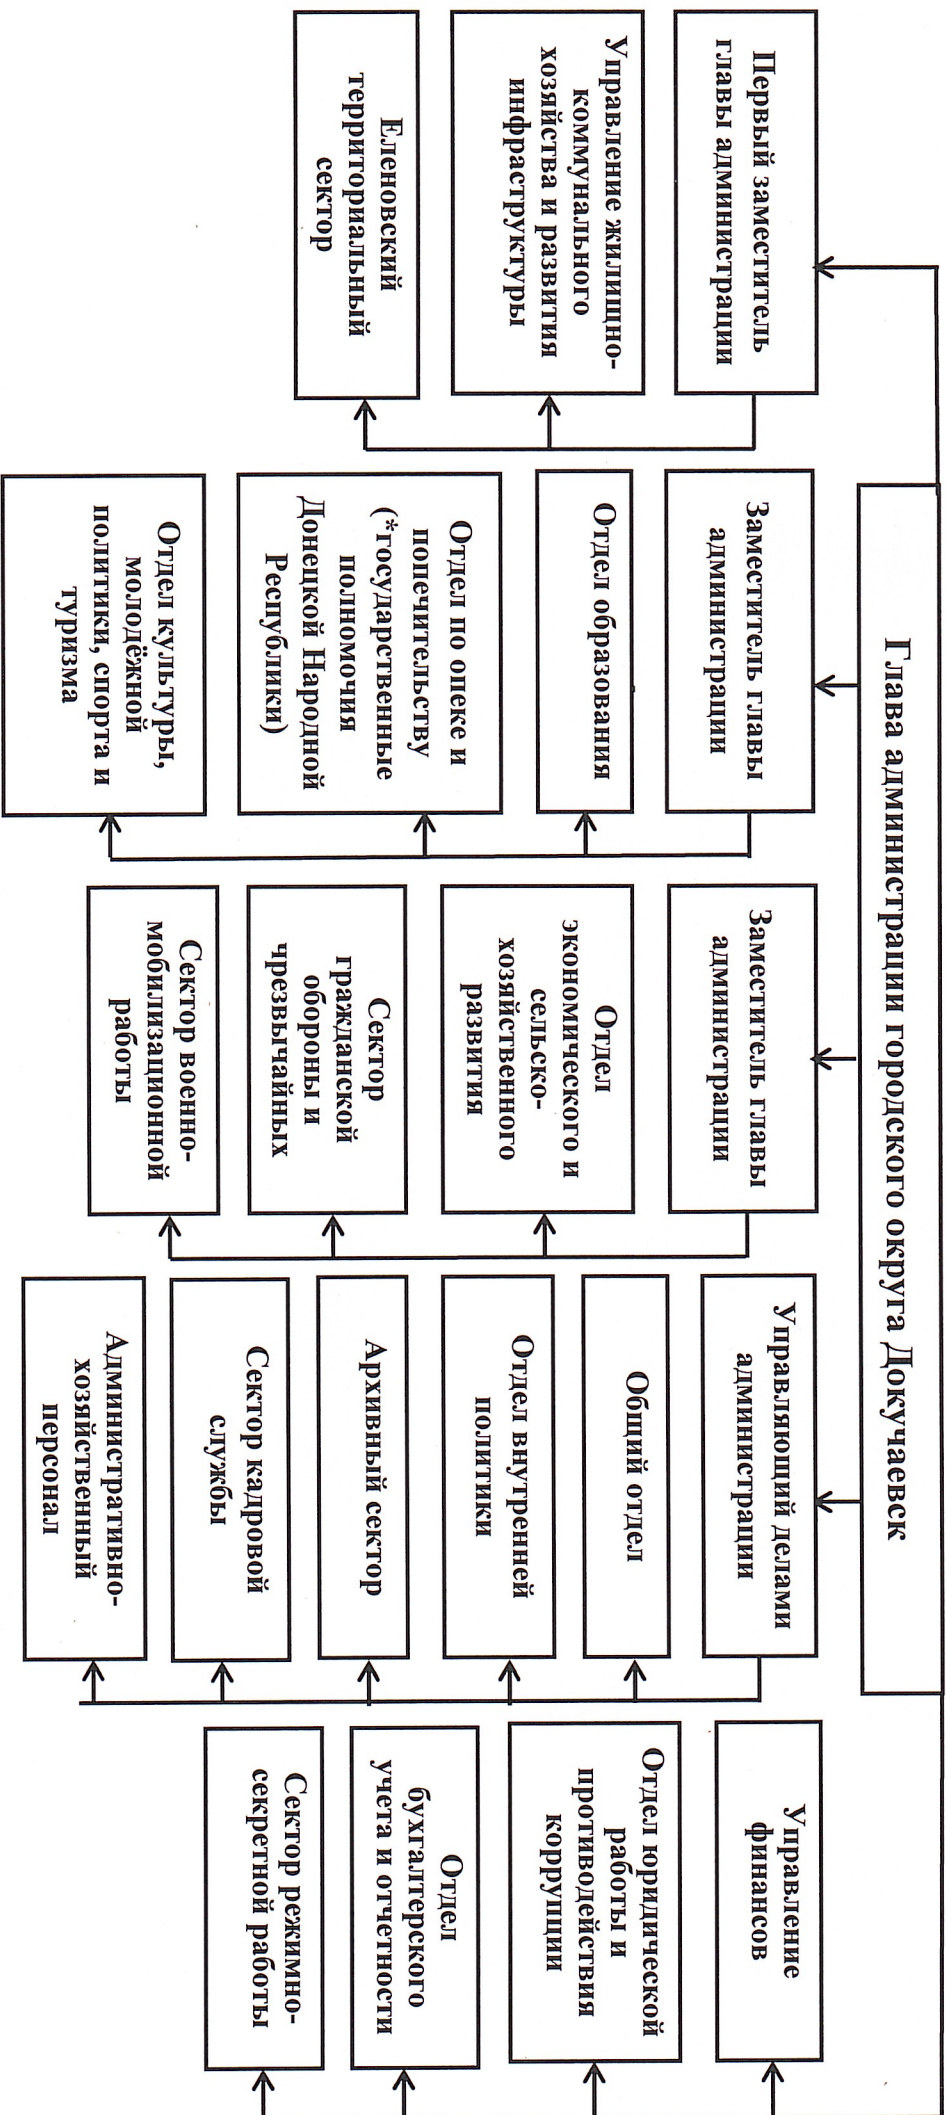 Глава администрации городского округа Докучаевск
Первый заместитель
главы администрации
Управление жилищно-
коммунального
хозяйства и развития
инфраструктуры
Еленовский
территориальный
сектор
Заместитель главы
администрации
Отдел образования
Отдел по опеке и
попечительству
(*государственные
полномочия
Донецкой Народной
Республики)
Отдел культуры,
молодёжной
политики, спорта и
туризма
Заместитель главы
администрации
Отдел
экономического и
сельско-
хозяйственного
развития
Сектор
гражданской
обороны и
чрезвычайных
Сектор военно-
мобилизационной
работы
Управляющий делами
администрации
Общий отдел
Отдел внутренней
политики
Архивный сектор
Сектор кадровой
службы
Административно-
хозяйственный
персонал
Управление
финансов
Отдел юридической
работы и
противодействия
коррупции
Отдел
бухгалтерского
учета и отчетности
Сектор режимно-
секретной работы